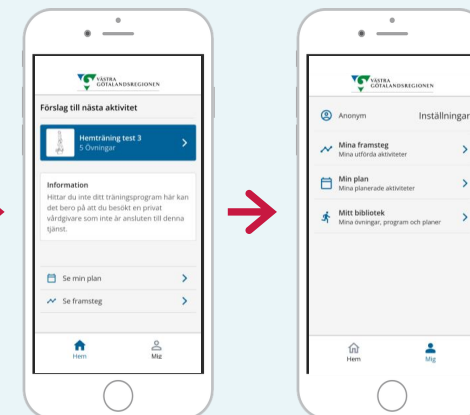 VÄSTRA
GÖTALANDSREGIONEN
Förslag till nästa aktivitet
Hemträning test 3
5 Övningar
Information
Hittar du inte ditt träningsprogram här kan
det bero på att du besökt en privat
vårdgivare som inte är ansluten till denna
tjänst.
Se min plan
Se framsteg
Hem
Mig
VÄSTRA
GÖTALANDSREGIONEN
Anonym
Inställningar
Mina framsteg
Mina utförda aktiviteter
Min plan
Mina planerade aktiviteter
Mitt bibliotek
Mina övningar, program och planer
Hem
Mig